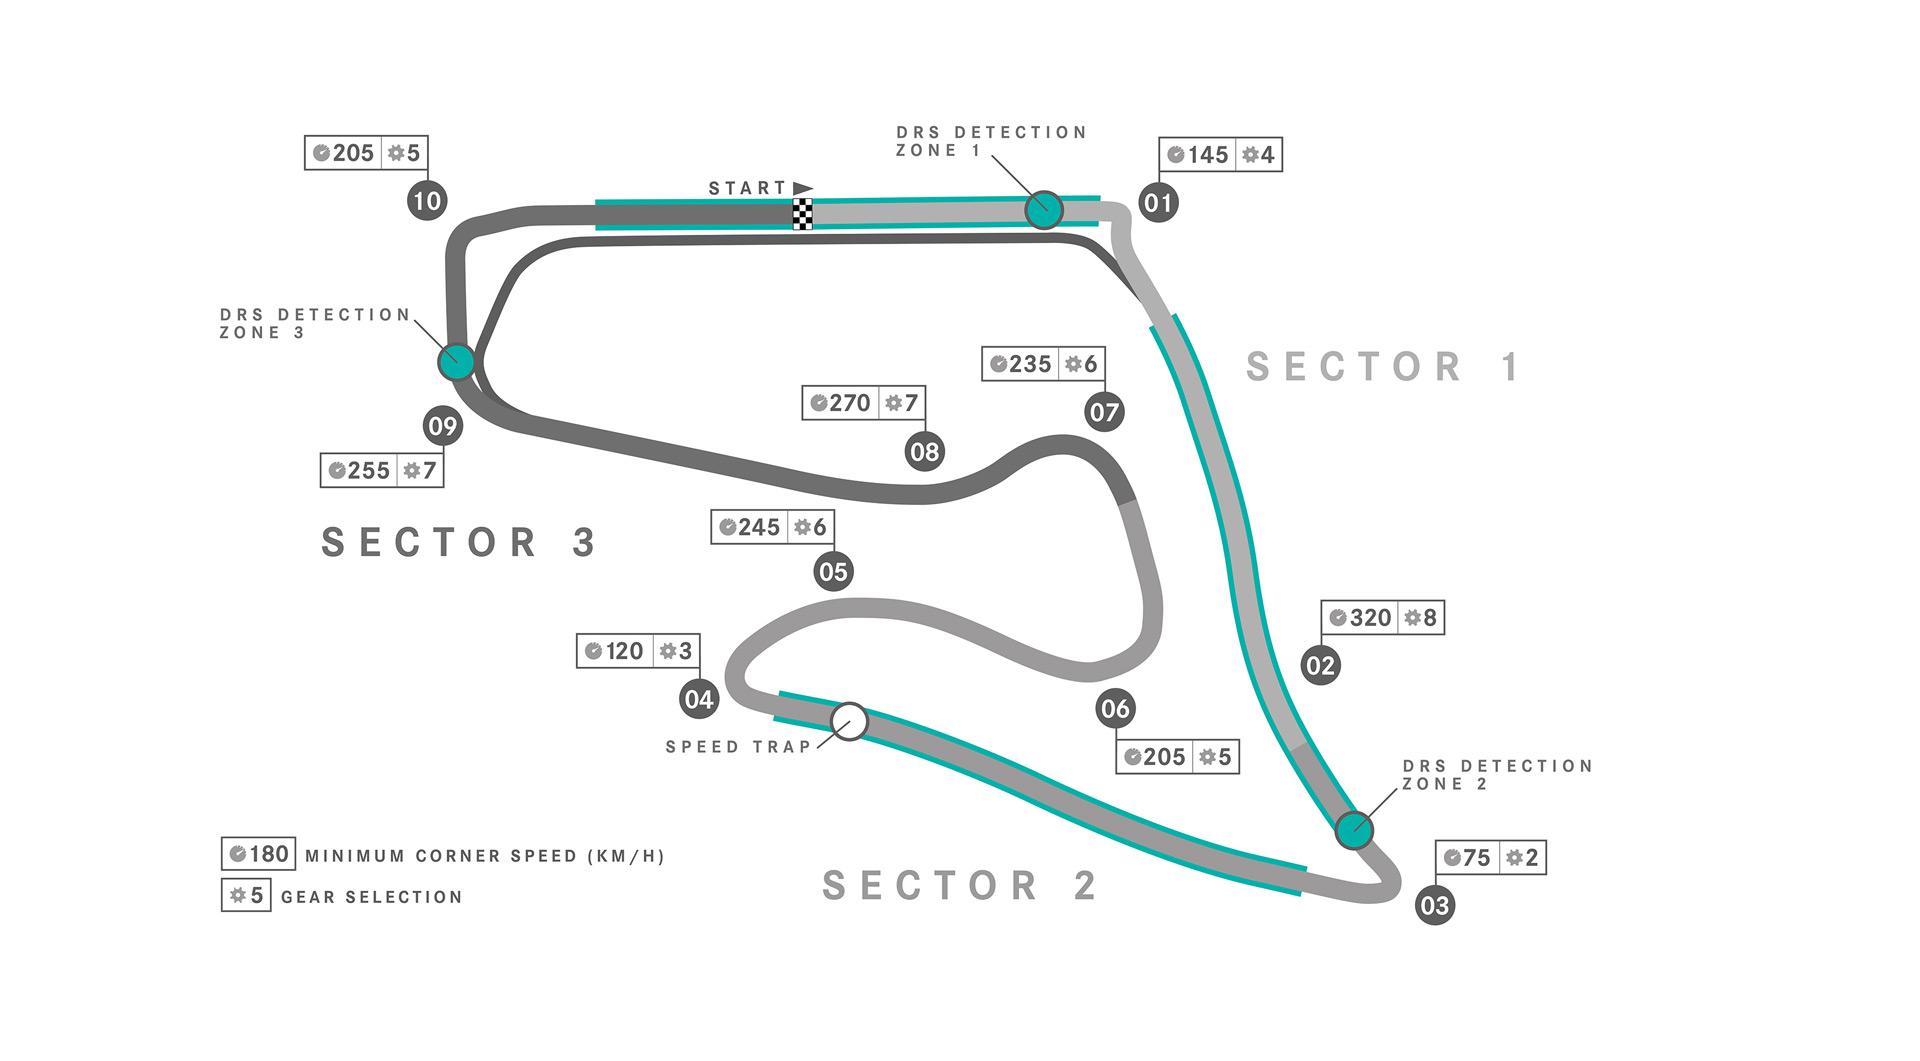 DRS DETECTION
ZONE 1
205 5
10
145 4
01
START
DRS DETECTION
ZONE 3
235 6
07
SECTOR 1
270 7
08
09
255 7
SECTOR 3
245 6
05
320 8
02
120 3
04
SPEED TRAP
06
205 5
DRS DETECTION
ZONE 2
75 2
03
SECTOR 2
180 MINIMUM CORNER SPEED (KM/H)
5 GEAR SELECTION